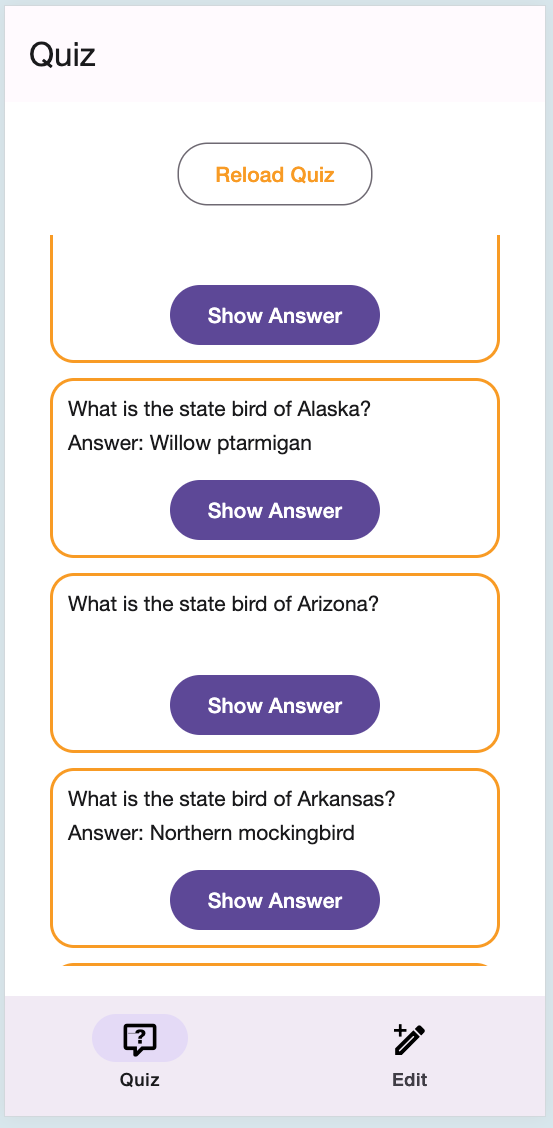 Quiz
Reload Quiz
Show Answer
What is the state bird of Alaska?
Answer: Willow ptarmigan
Show Answer
What is the state bird of Arizona?
Show Answer
What is the state bird of Arkansas?
Answer: Northern mockingbird
Show Answer
?
Quiz
Edit